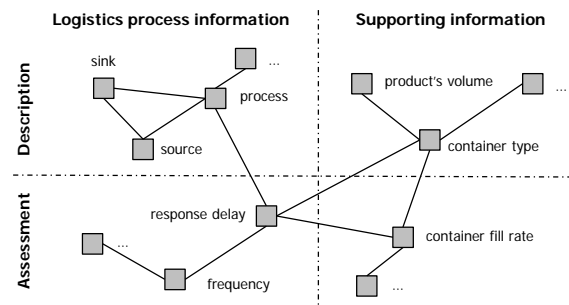 Logistics process information
Supporting information
Description
sink
...
process
source
product's volume
...
container type
Assessment
response delay
...
frequency
container fill rate
...